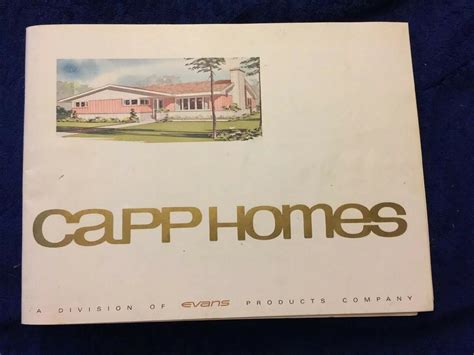 CAPP HOMES
A DIVISION OF evans PRODUCTS COMPANY